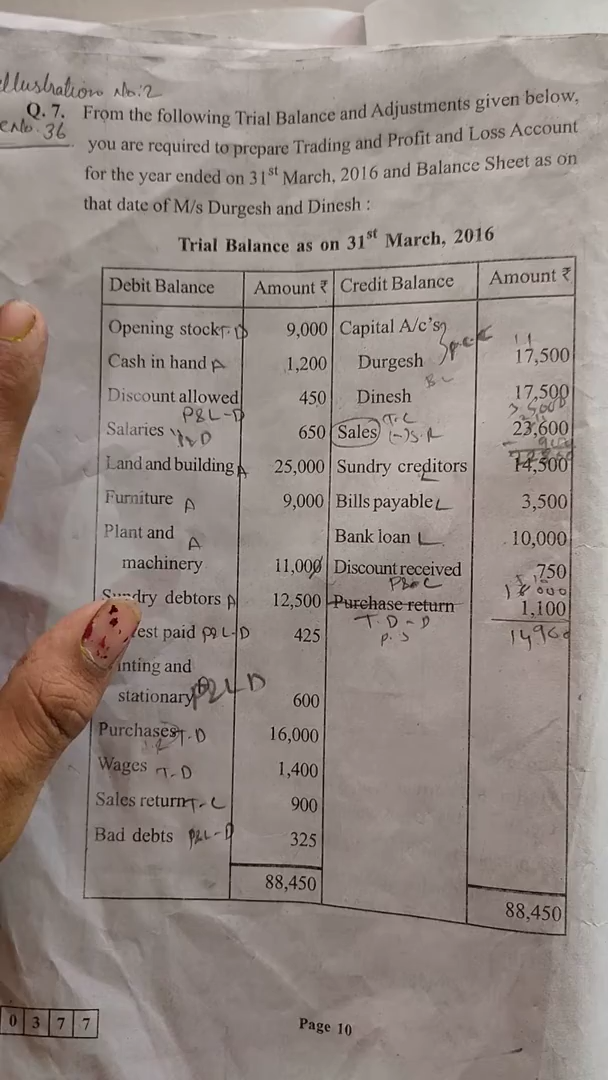 Illustration No:2
Q. 7. From the following Trial Balance and Adjustments given below,
No. 36 you are required to prepare Trading and Profit and Loss Account
for the year ended on 31st March, 2016 and Balance Sheet as on
that date of M/s Durgesh and Dinesh :
Trial Balance as on 31st March, 2016
Debit Balance Amount ₹ Credit Balance Amount ₹
Opening stock T-D 9,000 Capital A/c's
Cash in hand A 1,200 Durgesh 17,500
Discount allowed 450 Dinesh 17,500
P&L-D
Salaries 650 Sales T-C (-) S.R 23,600
Land and building A 25,000 Sundry creditors L 14,500
Furniture A 9,000 Bills payable L 3,500
Plant and A Bank loan L 10,000
machinery 11,000 Discount received 750
P&L C
debtors A 12,500 Purchase return 1,100
T.D - D
est paid P&L-D 425
inting and
stationary P&L D 600
Purchases T-D 16,000
Wages T-D 1,400
Sales return T-C 900
Bad debts P&L-D 325
88,450 88,450
0 3 7 7
Page 10